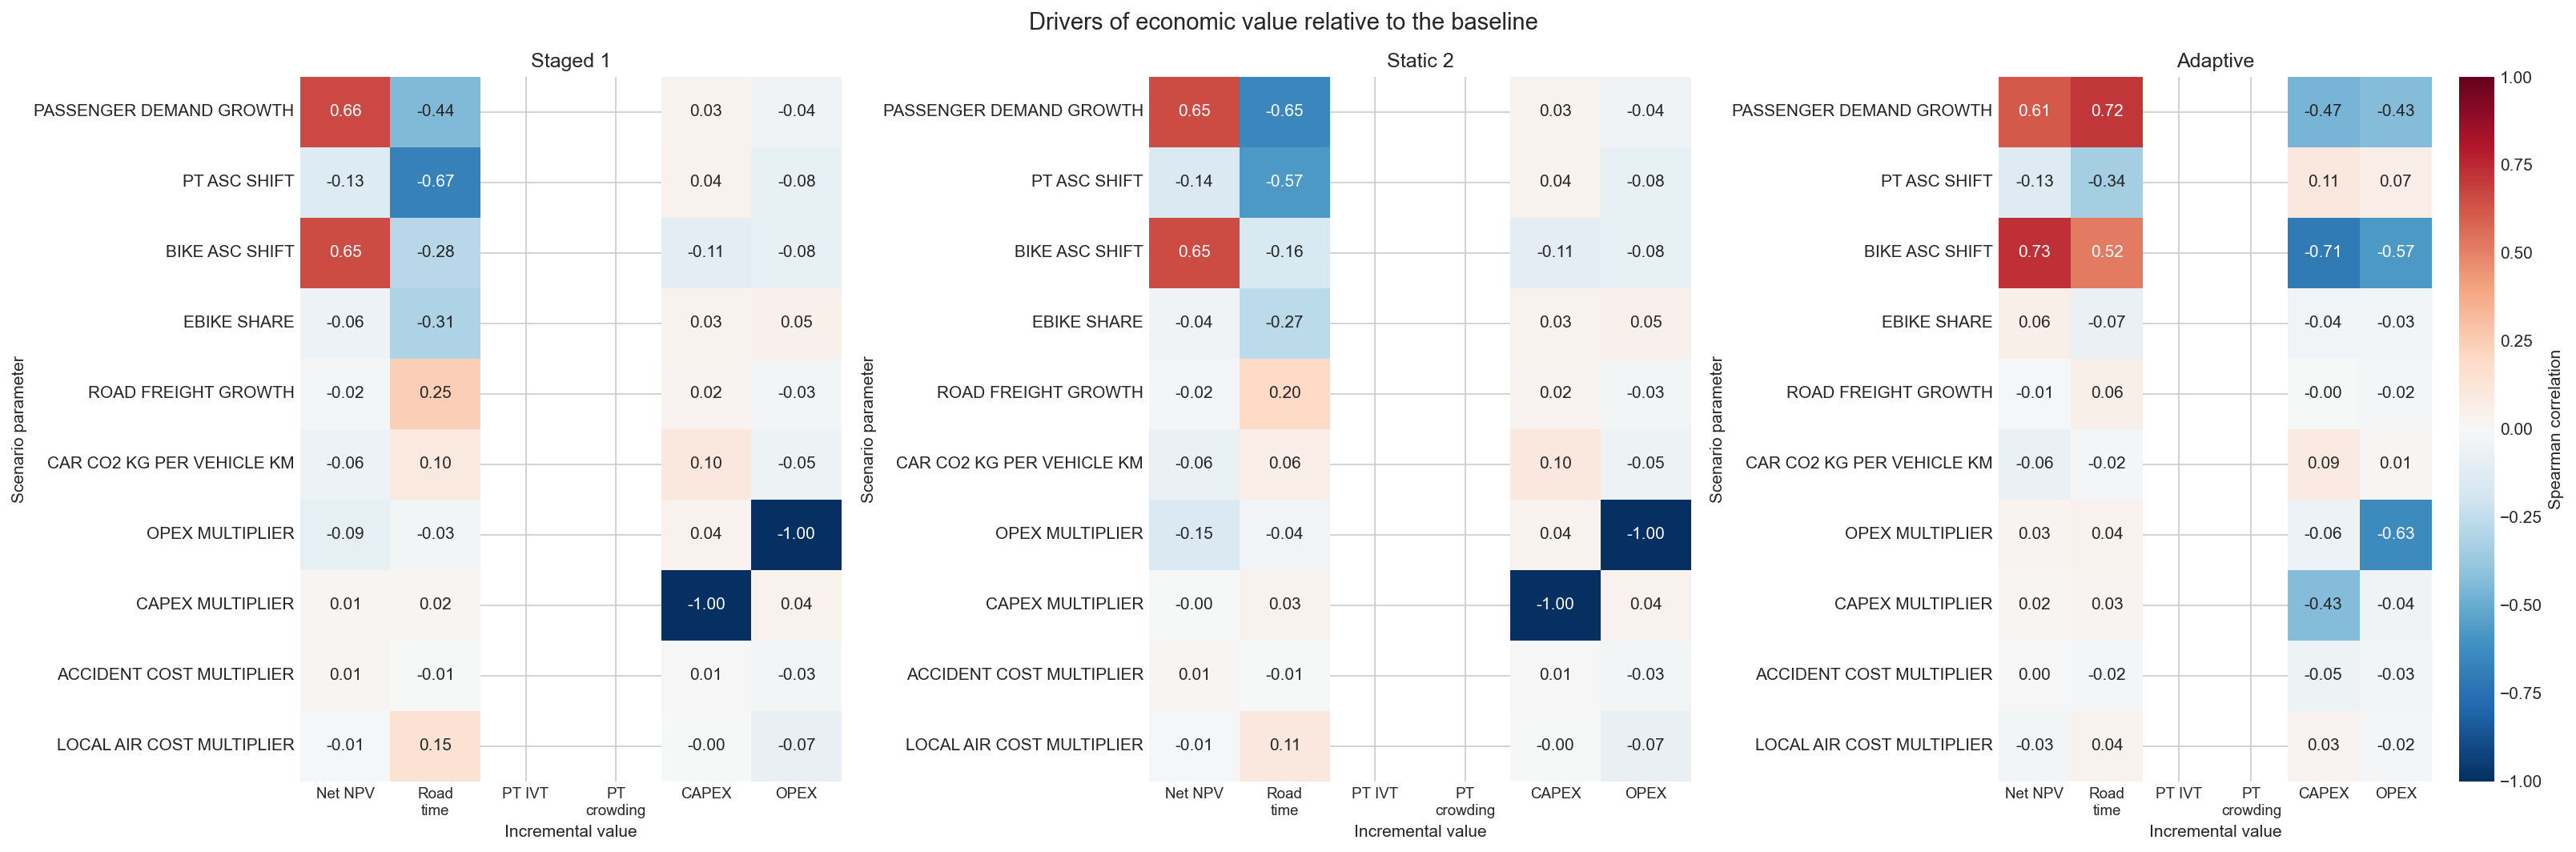 Drivers of economic value relative to the baseline
Staged 1
Scenario parameter
PASSENGER DEMAND GROWTH 0.66 -0.44 0.03 -0.04
PT ASC SHIFT -0.13 -0.67 0.04 -0.08
BIKE ASC SHIFT 0.65 -0.28 -0.11 -0.08
EBIKE SHARE -0.06 -0.31 0.03 0.05
ROAD FREIGHT GROWTH -0.02 0.25 0.02 -0.03
CAR CO2 KG PER VEHICLE KM -0.06 0.10 0.10 -0.05
OPEX MULTIPLIER -0.09 -0.03 0.04 -1.00
CAPEX MULTIPLIER 0.01 0.02 -1.00 0.04
ACCIDENT COST MULTIPLIER 0.01 -0.01 0.01 -0.03
LOCAL AIR COST MULTIPLIER -0.01 0.15 -0.00 -0.07
Net NPV Road PT IVT PT CAPEX OPEX
time crowding
Incremental value
Static 2
Scenario parameter
PASSENGER DEMAND GROWTH 0.65 -0.65 0.03 -0.04
PT ASC SHIFT -0.14 -0.57 0.04 -0.08
BIKE ASC SHIFT 0.65 -0.16 -0.11 -0.08
EBIKE SHARE -0.04 -0.27 0.03 0.05
ROAD FREIGHT GROWTH -0.02 0.20 0.02 -0.03
CAR CO2 KG PER VEHICLE KM -0.06 0.06 0.10 -0.05
OPEX MULTIPLIER -0.15 -0.04 0.04 -1.00
CAPEX MULTIPLIER -0.00 0.03 -1.00 0.04
ACCIDENT COST MULTIPLIER 0.01 -0.01 0.01 -0.03
LOCAL AIR COST MULTIPLIER -0.01 0.11 -0.00 -0.07
Net NPV Road PT IVT PT CAPEX OPEX
time crowding
Incremental value
Adaptive
Scenario parameter
PASSENGER DEMAND GROWTH 0.61 0.72 -0.47 -0.43
PT ASC SHIFT -0.13 -0.34 0.11 0.07
BIKE ASC SHIFT 0.73 0.52 -0.71 -0.57
EBIKE SHARE 0.06 -0.07 -0.04 -0.03
ROAD FREIGHT GROWTH -0.01 0.06 -0.00 -0.02
CAR CO2 KG PER VEHICLE KM -0.06 -0.02 0.09 0.01
OPEX MULTIPLIER 0.03 0.04 -0.06 -0.63
CAPEX MULTIPLIER 0.02 0.03 -0.43 -0.04
ACCIDENT COST MULTIPLIER 0.00 -0.02 -0.05 -0.03
LOCAL AIR COST MULTIPLIER -0.03 0.04 0.03 -0.02
Net NPV Road PT IVT PT CAPEX OPEX
time crowding
Incremental value
1.00
0.75
0.50
0.25
0.00
−0.25
−0.50
−0.75
−1.00
Spearman correlation